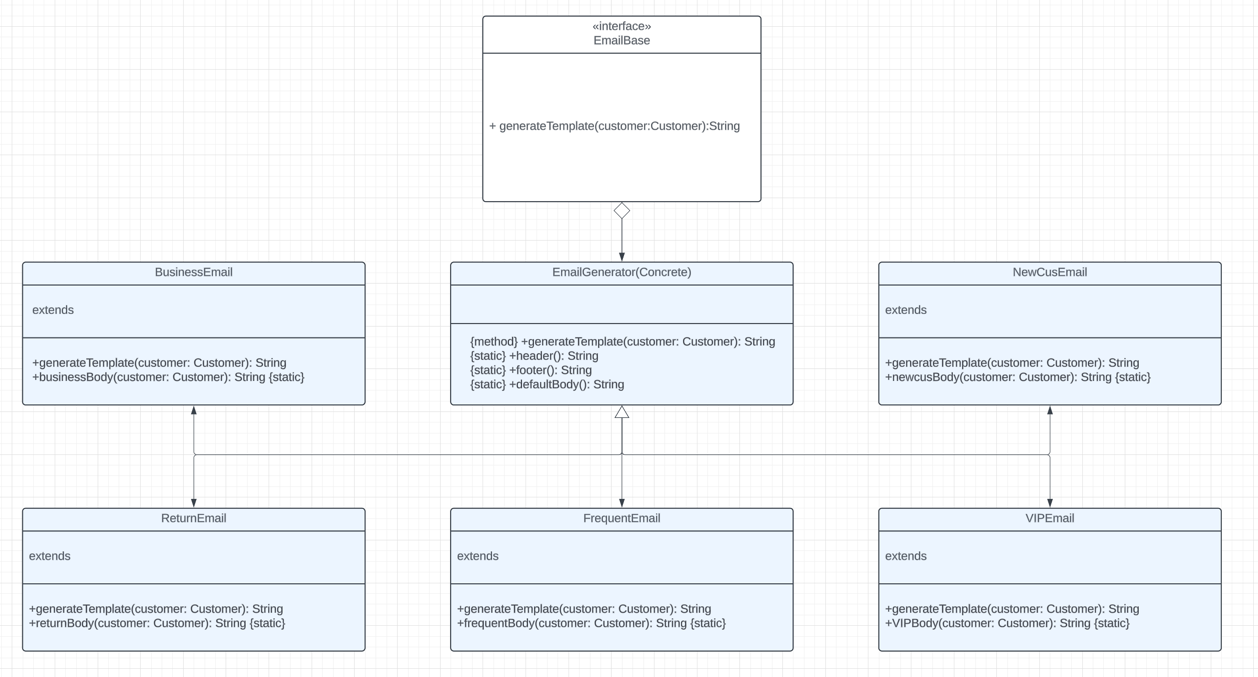 «interface»
EmailBase
+ generateTemplate(customer:Customer):String
BusinessEmail
extends
+generateTemplate(customer: Customer): String
+businessBody(customer: Customer): String {static}
EmailGenerator(Concrete)
{method} +generateTemplate(customer: Customer): String
{static} +header(): String
{static} +footer(): String
{static} +defaultBody(): String
NewCusEmail
extends
+generateTemplate(customer: Customer): String
+newcusBody(customer: Customer): String {static}
ReturnEmail
extends
+generateTemplate(customer: Customer): String
+returnBody(customer: Customer): String {static}
FrequentEmail
extends
+generateTemplate(customer: Customer): String
+frequentBody(customer: Customer): String {static}
VIPEmail
extends
+generateTemplate(customer: Customer): String
+VIPBody(customer: Customer): String {static}